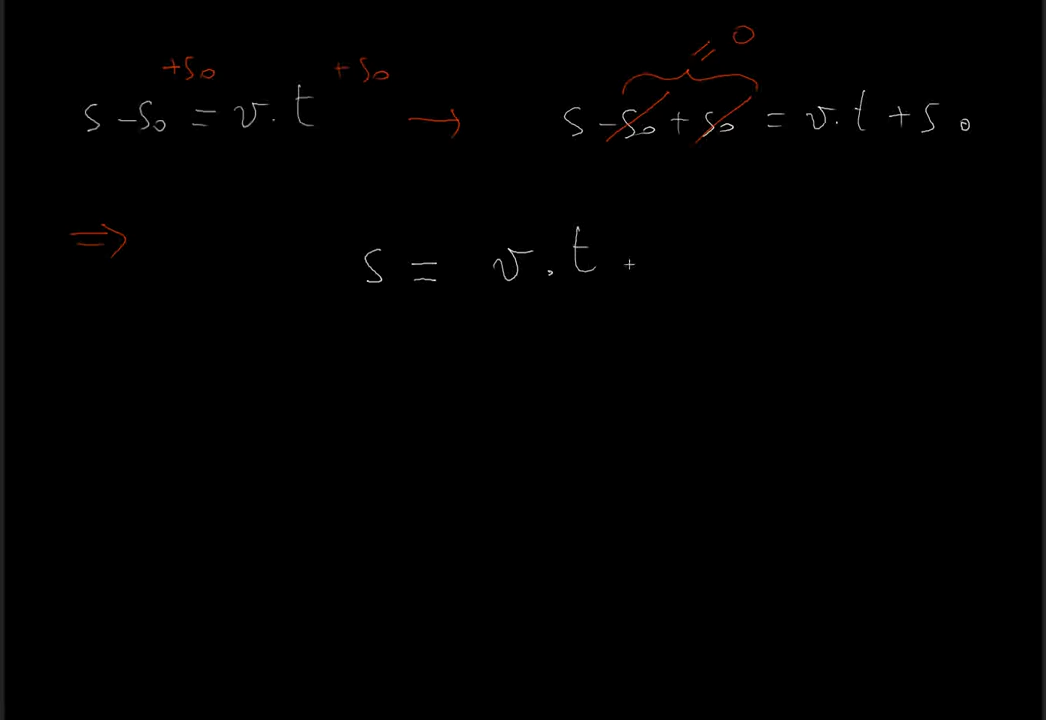 = 0
+s₀ +s₀
s - s₀ = v . t → s - s₀ + s₀ = v . t + s₀
⇒ s = v . t +